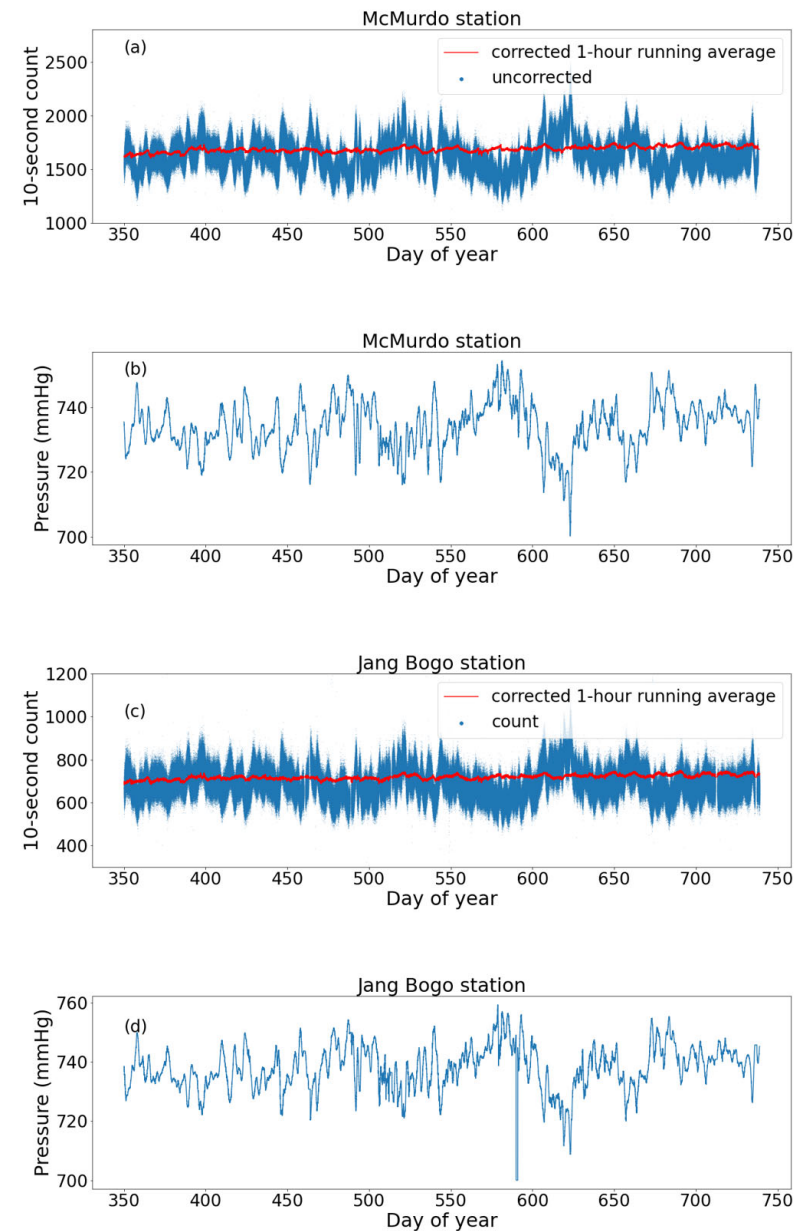 McMurdo station
(a)
corrected 1-hour running average
uncorrected
10-second count
2500
2000
1500
1000
350 400 450 500 550 600 650 700 750
Day of year
McMurdo station
(b)
Pressure (mmHg)
740
720
700
350 400 450 500 550 600 650 700 750
Day of year
Jang Bogo station
(c)
corrected 1-hour running average
count
10-second count
1200
1000
800
600
400
350 400 450 500 550 600 650 700 750
Day of year
Jang Bogo station
(d)
Pressure (mmHg)
760
740
720
700
350 400 450 500 550 600 650 700 750
Day of year